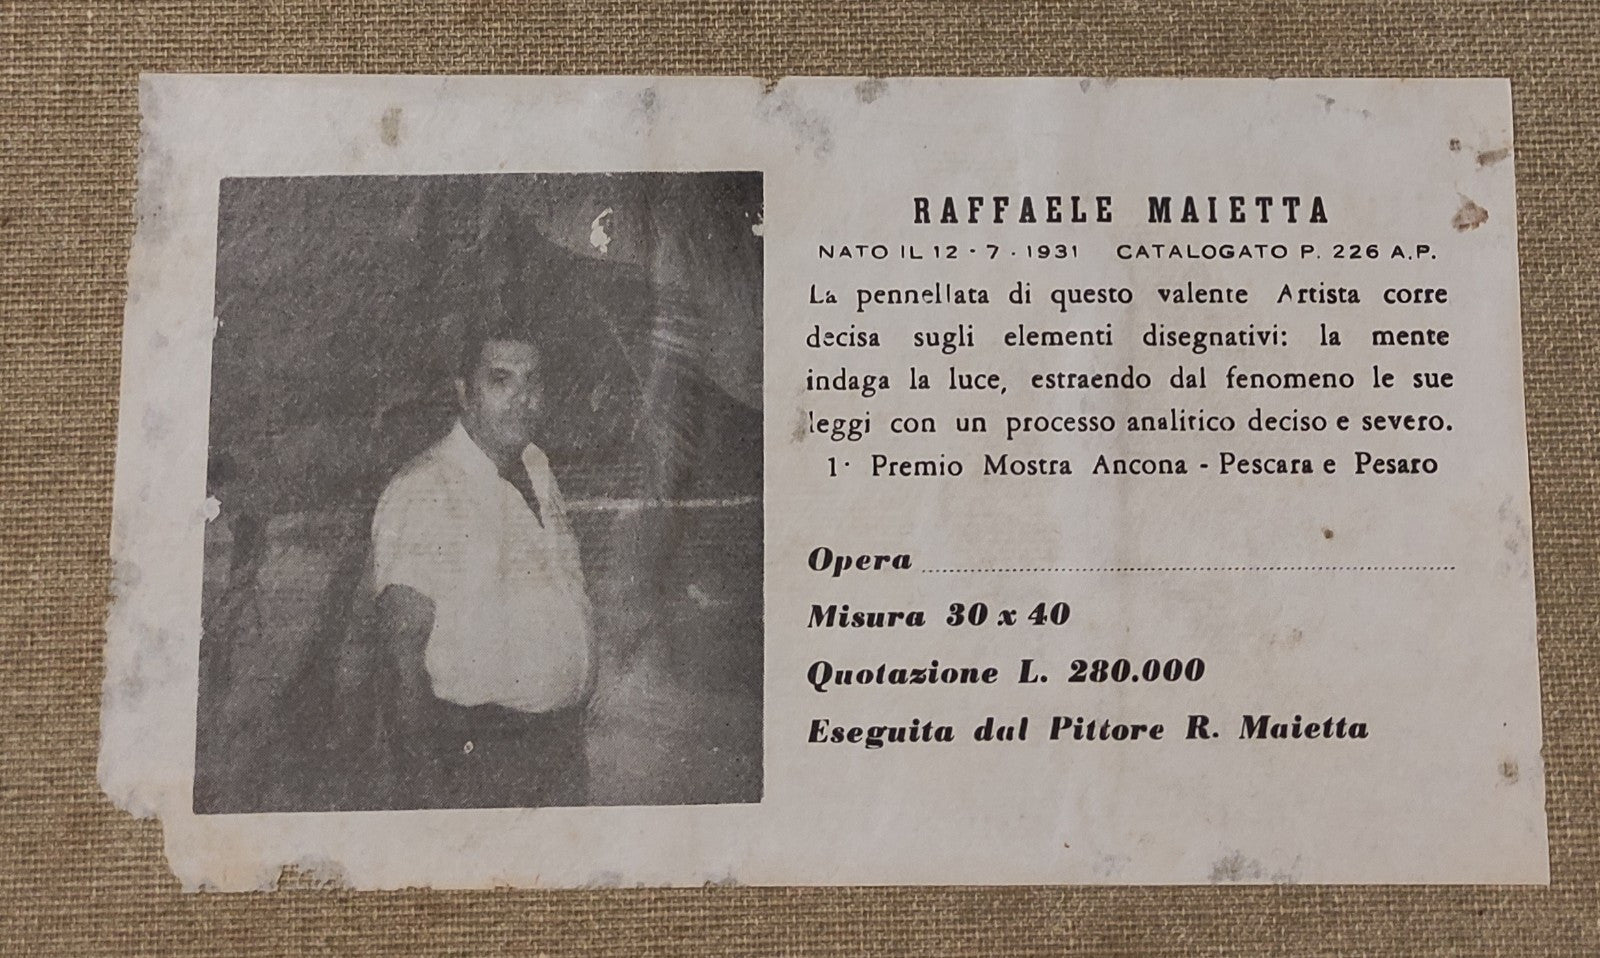 RAFFAELE MAIETTA
NATO IL 12 - 7 - 1931 CATALOGATO P. 226 A.P.
La pennellata di questo valente Artista corre
decisa sugli elementi disegnativi: la mente
indaga la luce, estraendo dal fenomeno le sue
leggi con un processo analitico deciso e severo.
1· Premio Mostra Ancona - Pescara e Pesaro
Opera ........................................
Misura 30 x 40
Quotazione L. 280.000
Eseguita dal Pittore R. Maietta